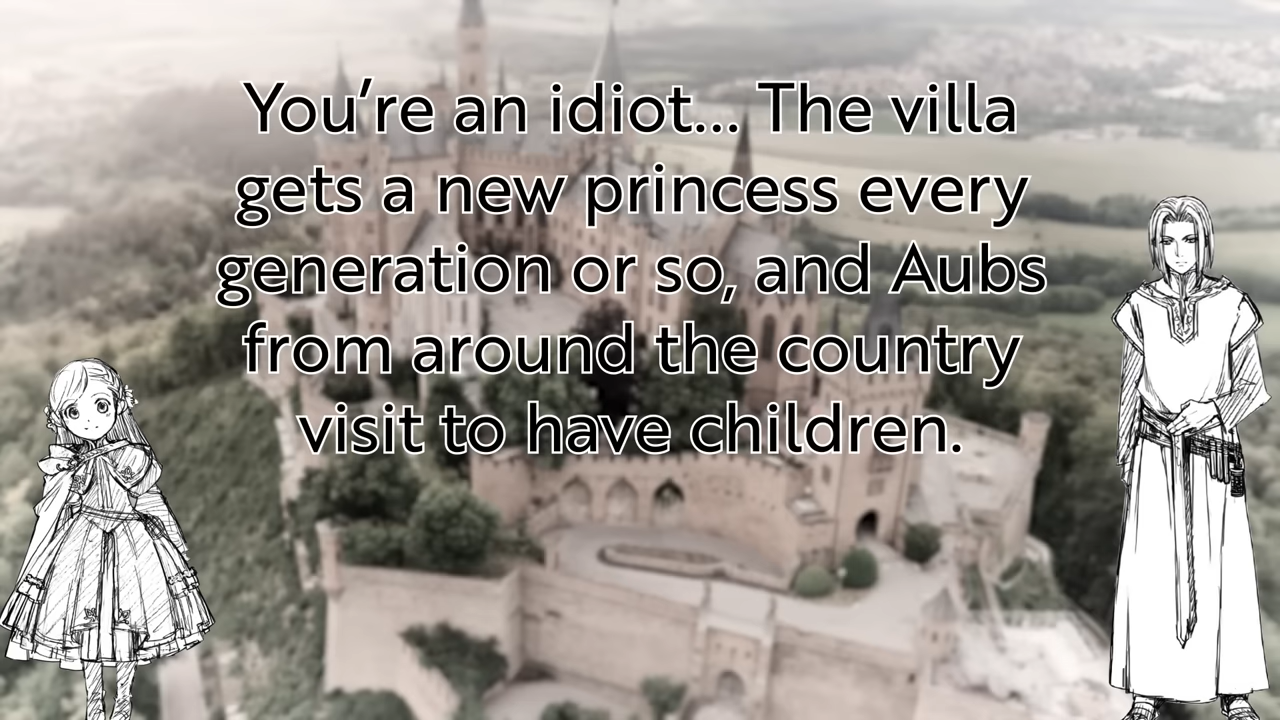 You’re an idiot... The villa
gets a new princess every
generation or so, and Aubs
from around the country
visit to have children.